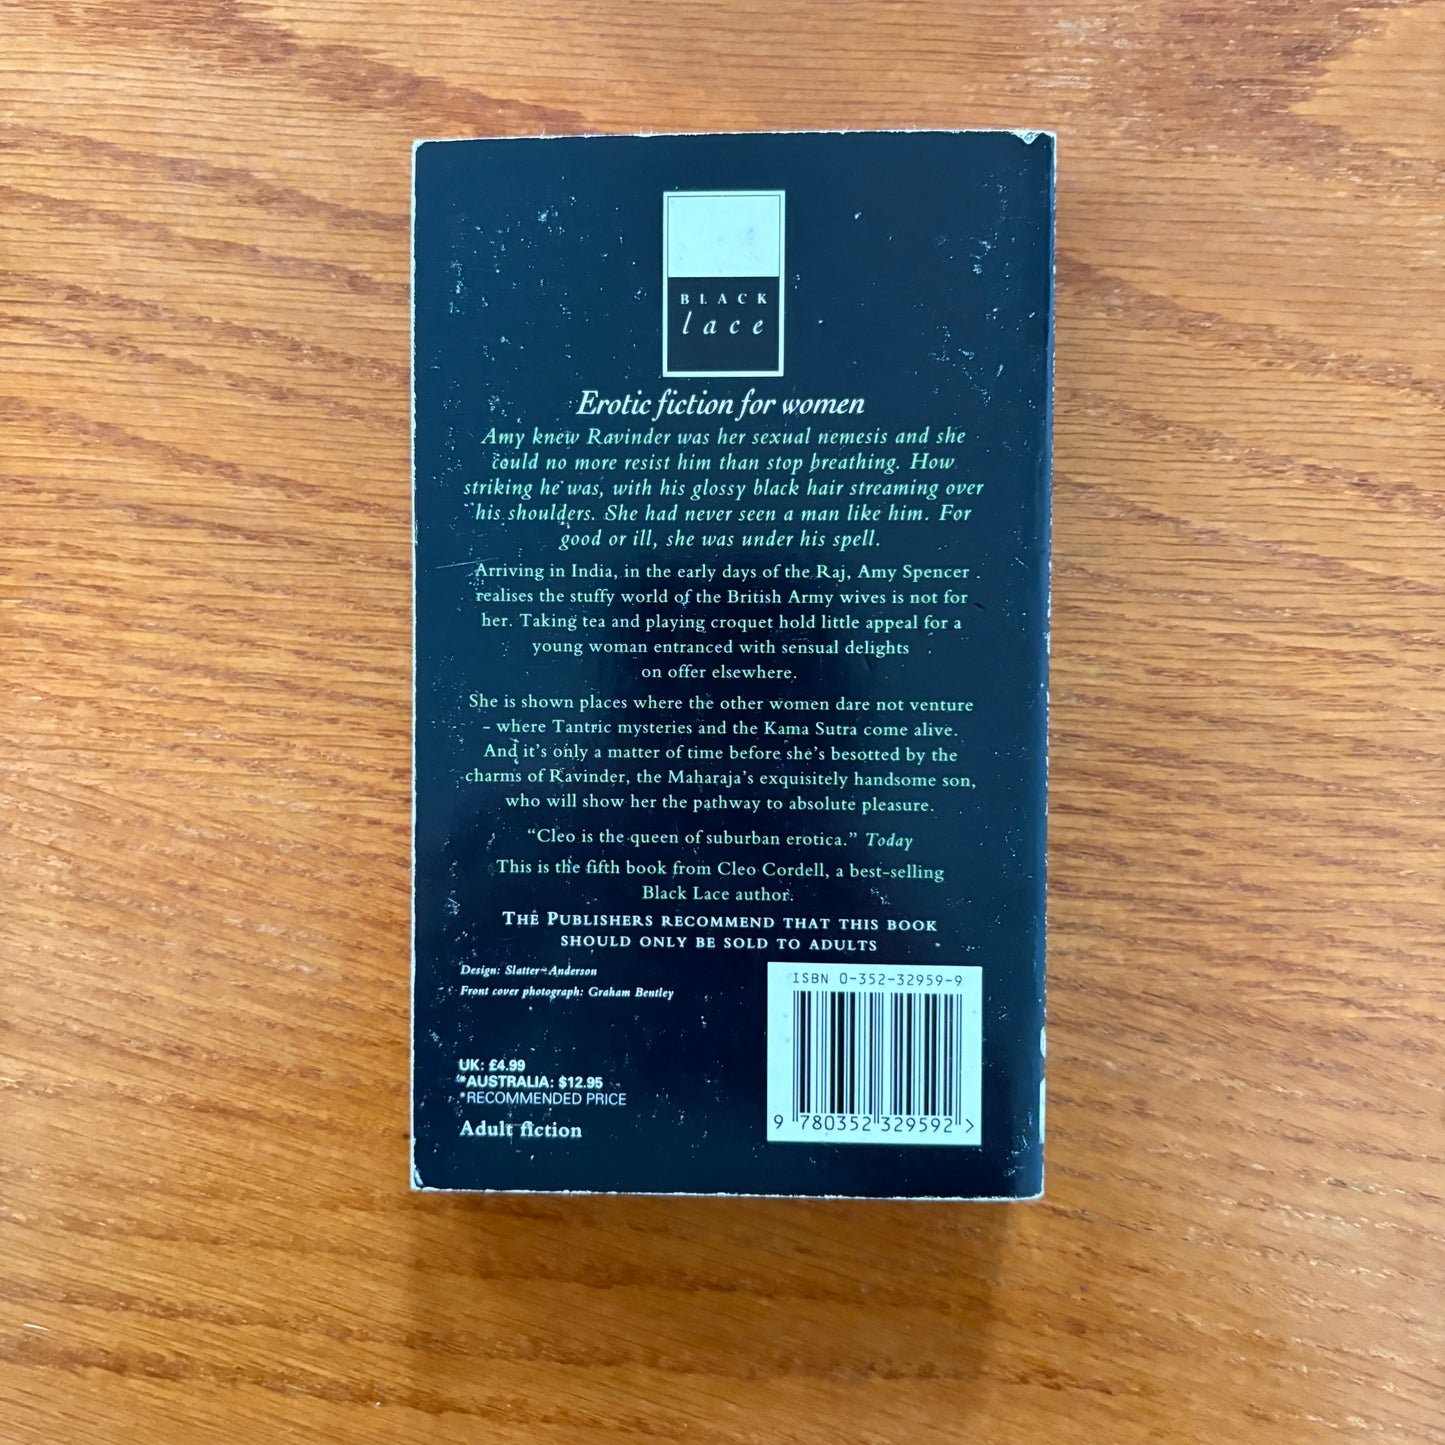 BLACK
lace
Erotic fiction for women
Amy knew Ravinder was her sexual nemesis and she
could no more resist him than stop breathing. How
striking he was, with his glossy black hair streaming over
his shoulders. She had never seen a man like him. For
good or ill, she was under his spell.
Arriving in India, in the early days of the Raj, Amy Spencer
realises the stuffy world of the British Army wives is not for
her. Taking tea and playing croquet hold little appeal for a
young woman entranced with sensual delights
on offer elsewhere.
She is shown places where the other women dare not venture
– where Tantric mysteries and the Kama Sutra come alive.
And it's only a matter of time before she's besotted by the
charms of Ravinder, the Maharaja's exquisitely handsome son,
who will show her the pathway to absolute pleasure.
“Cleo is the queen of suburban erotica.” Today
This is the fifth book from Cleo Cordell, a best-selling
Black Lace author.
THE PUBLISHERS RECOMMEND THAT THIS BOOK
SHOULD ONLY BE SOLD TO ADULTS
Design: Slatter~Anderson
Front cover photograph: Graham Bentley
ISBN 0-352-32959-9
UK: £4.99
*AUSTRALIA: $12.95
*RECOMMENDED PRICE
Adult fiction
9 780352 329592 >